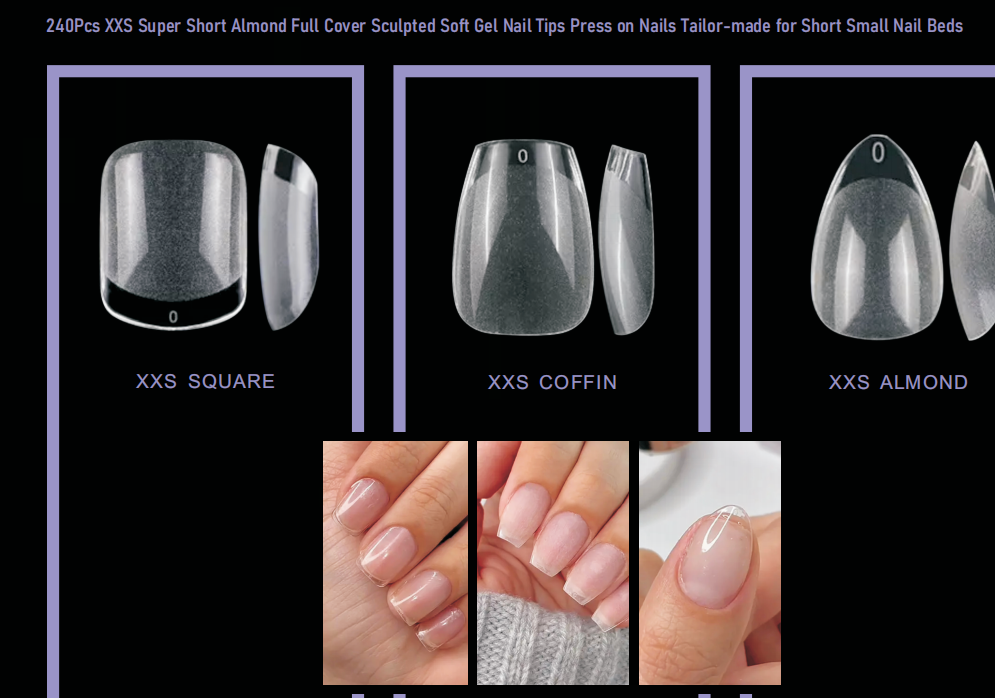 240Pcs XXS Super Short Almond Full Cover Sculpted Soft Gel Nail Tips Press on Nails Tailor-made for Short Small Nail Beds
0
0
0
XXS SQUARE
XXS COFFIN
XXS ALMOND